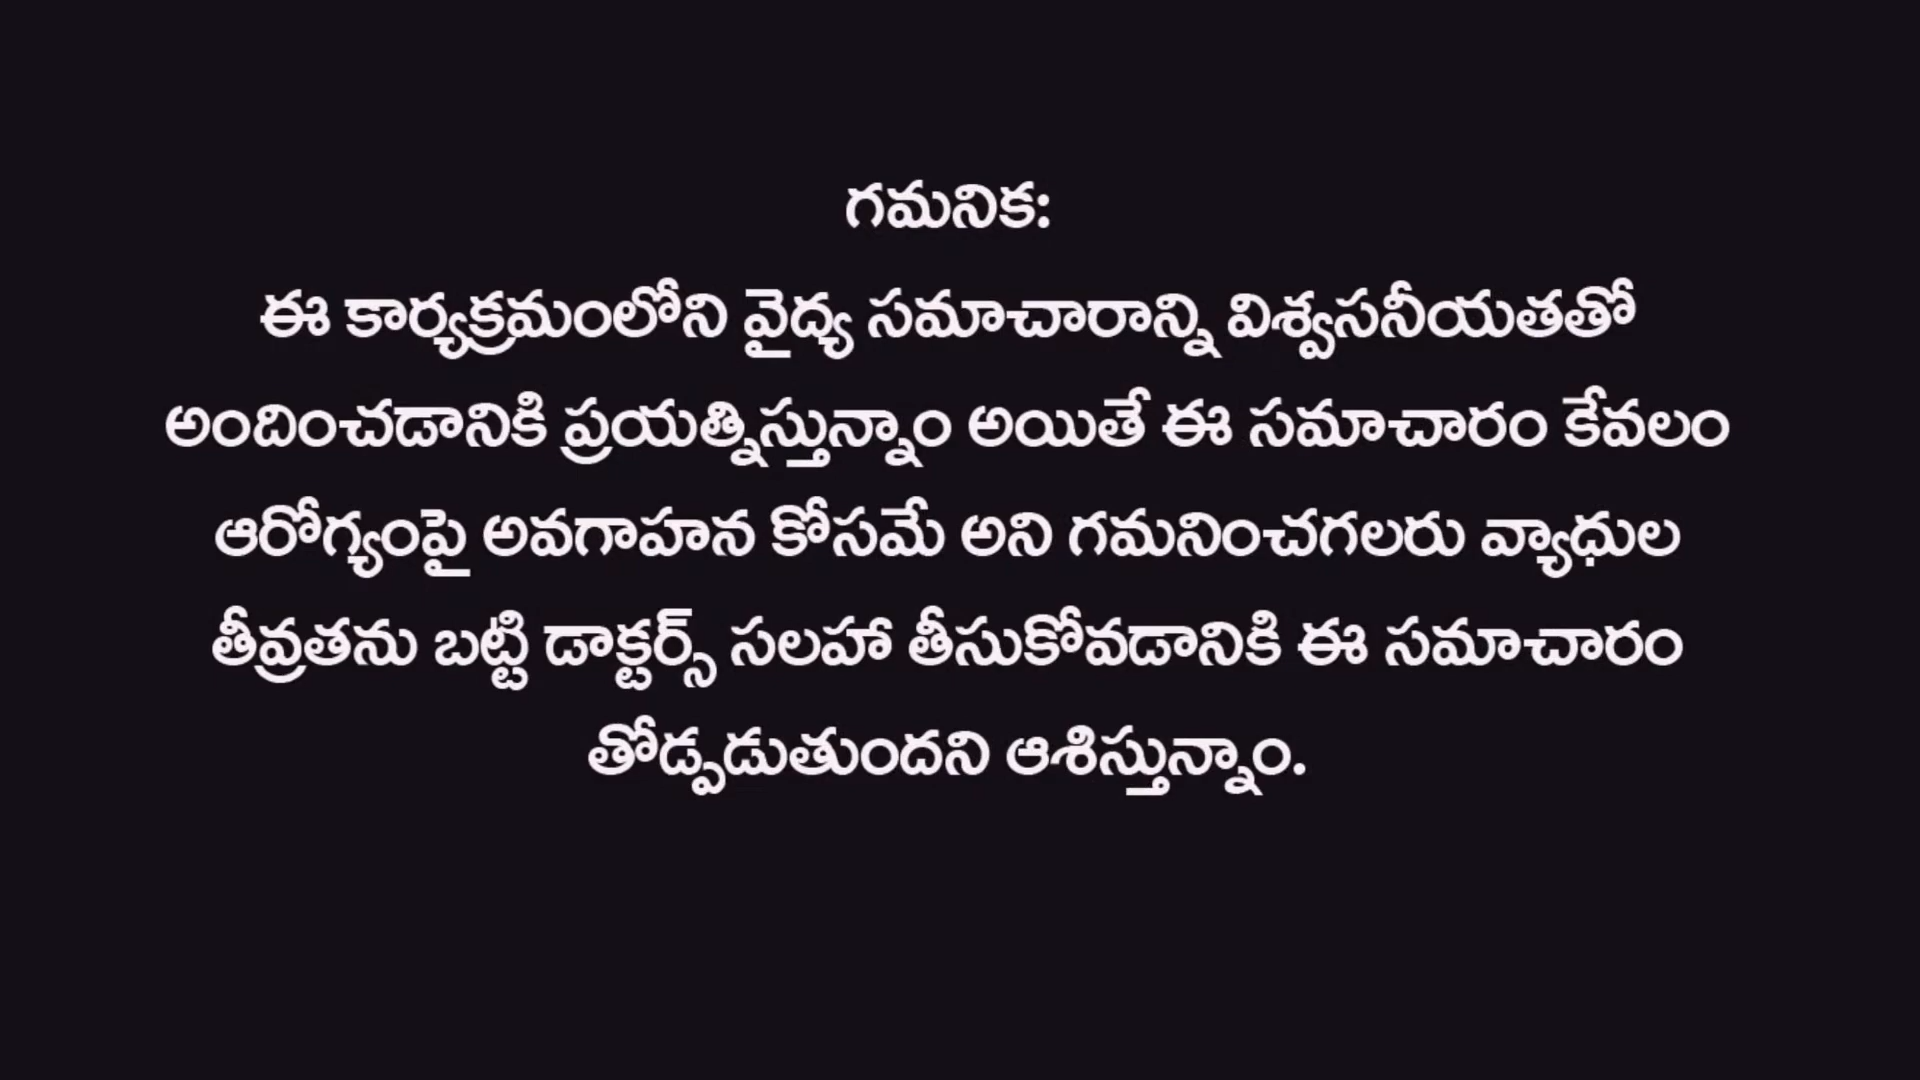 గమనిక:
ఈ కార్యక్రమంలోని వైద్య సమాచారాన్ని విశ్వసనీయతతో
అందించడానికి ప్రయత్నిస్తున్నాం అయితే ఈ సమాచారం కేవలం
ఆరోగ్యంపై అవగాహన కోసమే అని గమనించగలరు వ్యాధుల
తీవ్రతను బట్టి డాక్టర్స్ సలహా తీసుకోవడానికి ఈ సమాచారం
తోడ్పడుతుందని ఆశిస్తున్నాం.